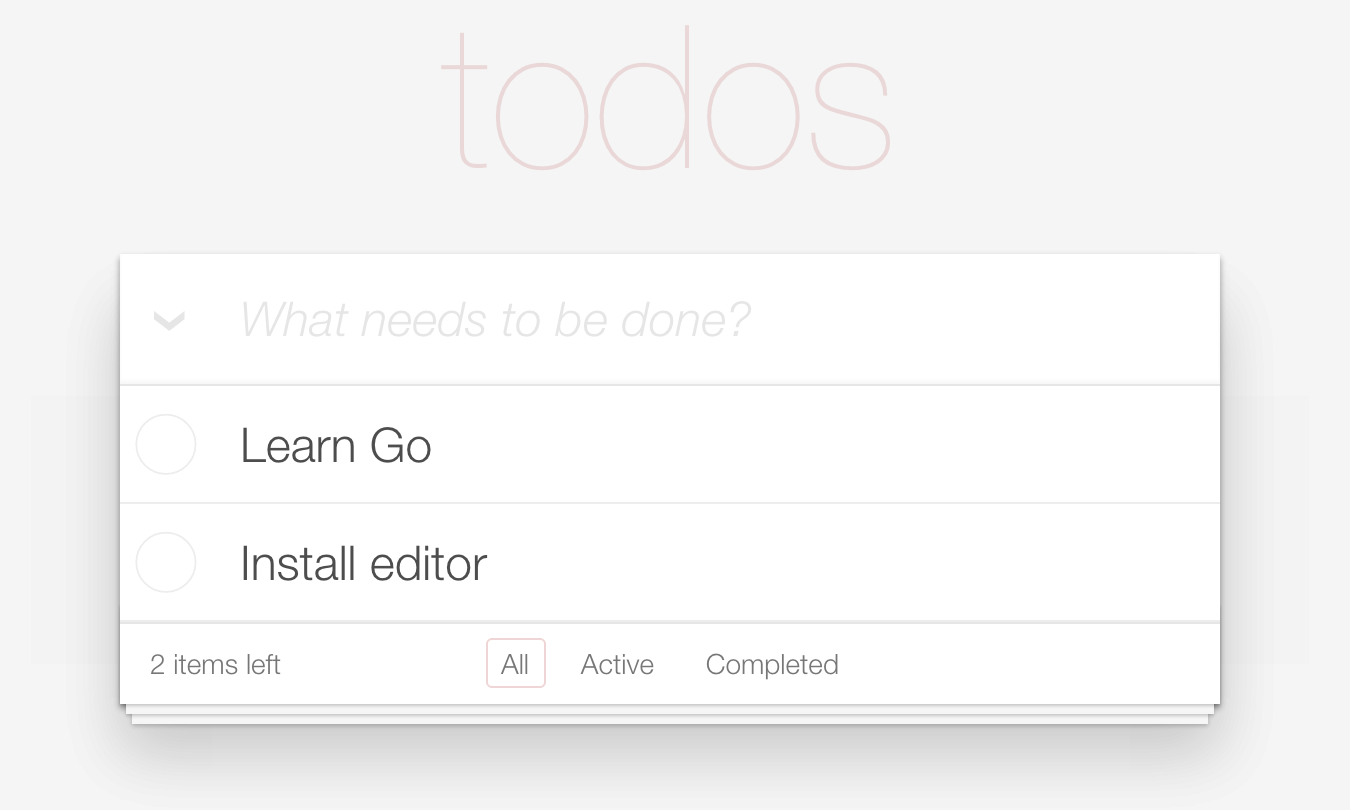 todos
What needs to be done?
Learn Go
Install editor
2 items left All Active Completed